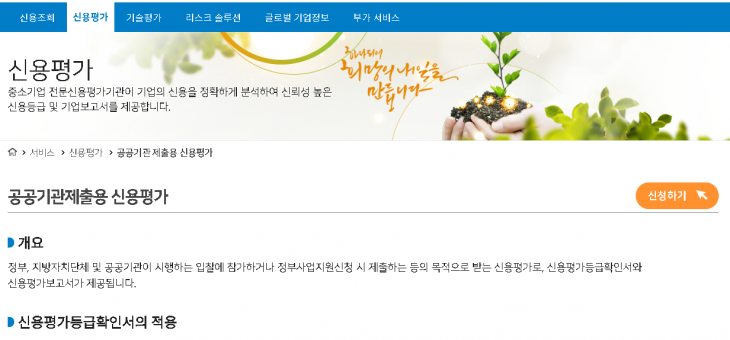 신용조회 신용평가 기술평가 리스크 솔루션 글로벌 기업정보 부가 서비스
희망의 내일을
만듭니다
신용평가
중소기업 전문신용평가기관이 기업의 신용을 정확하게 분석하여 신뢰성 높은
신용등급 및 기업보고서를 제공합니다.
서비스 > 신용평가 > 공공기관 제출용 신용평가
공공기관제출용 신용평가
신청하기
개요
정부, 지방자치단체 및 공공기관이 시행하는 입찰에 참가하거나 정부사업지원신청 시 제출하는 등의 목적으로 받는 신용평가로, 신용평가등급확인서와
신용평가보고서가 제공됩니다.
신용평가등급확인서의 적용